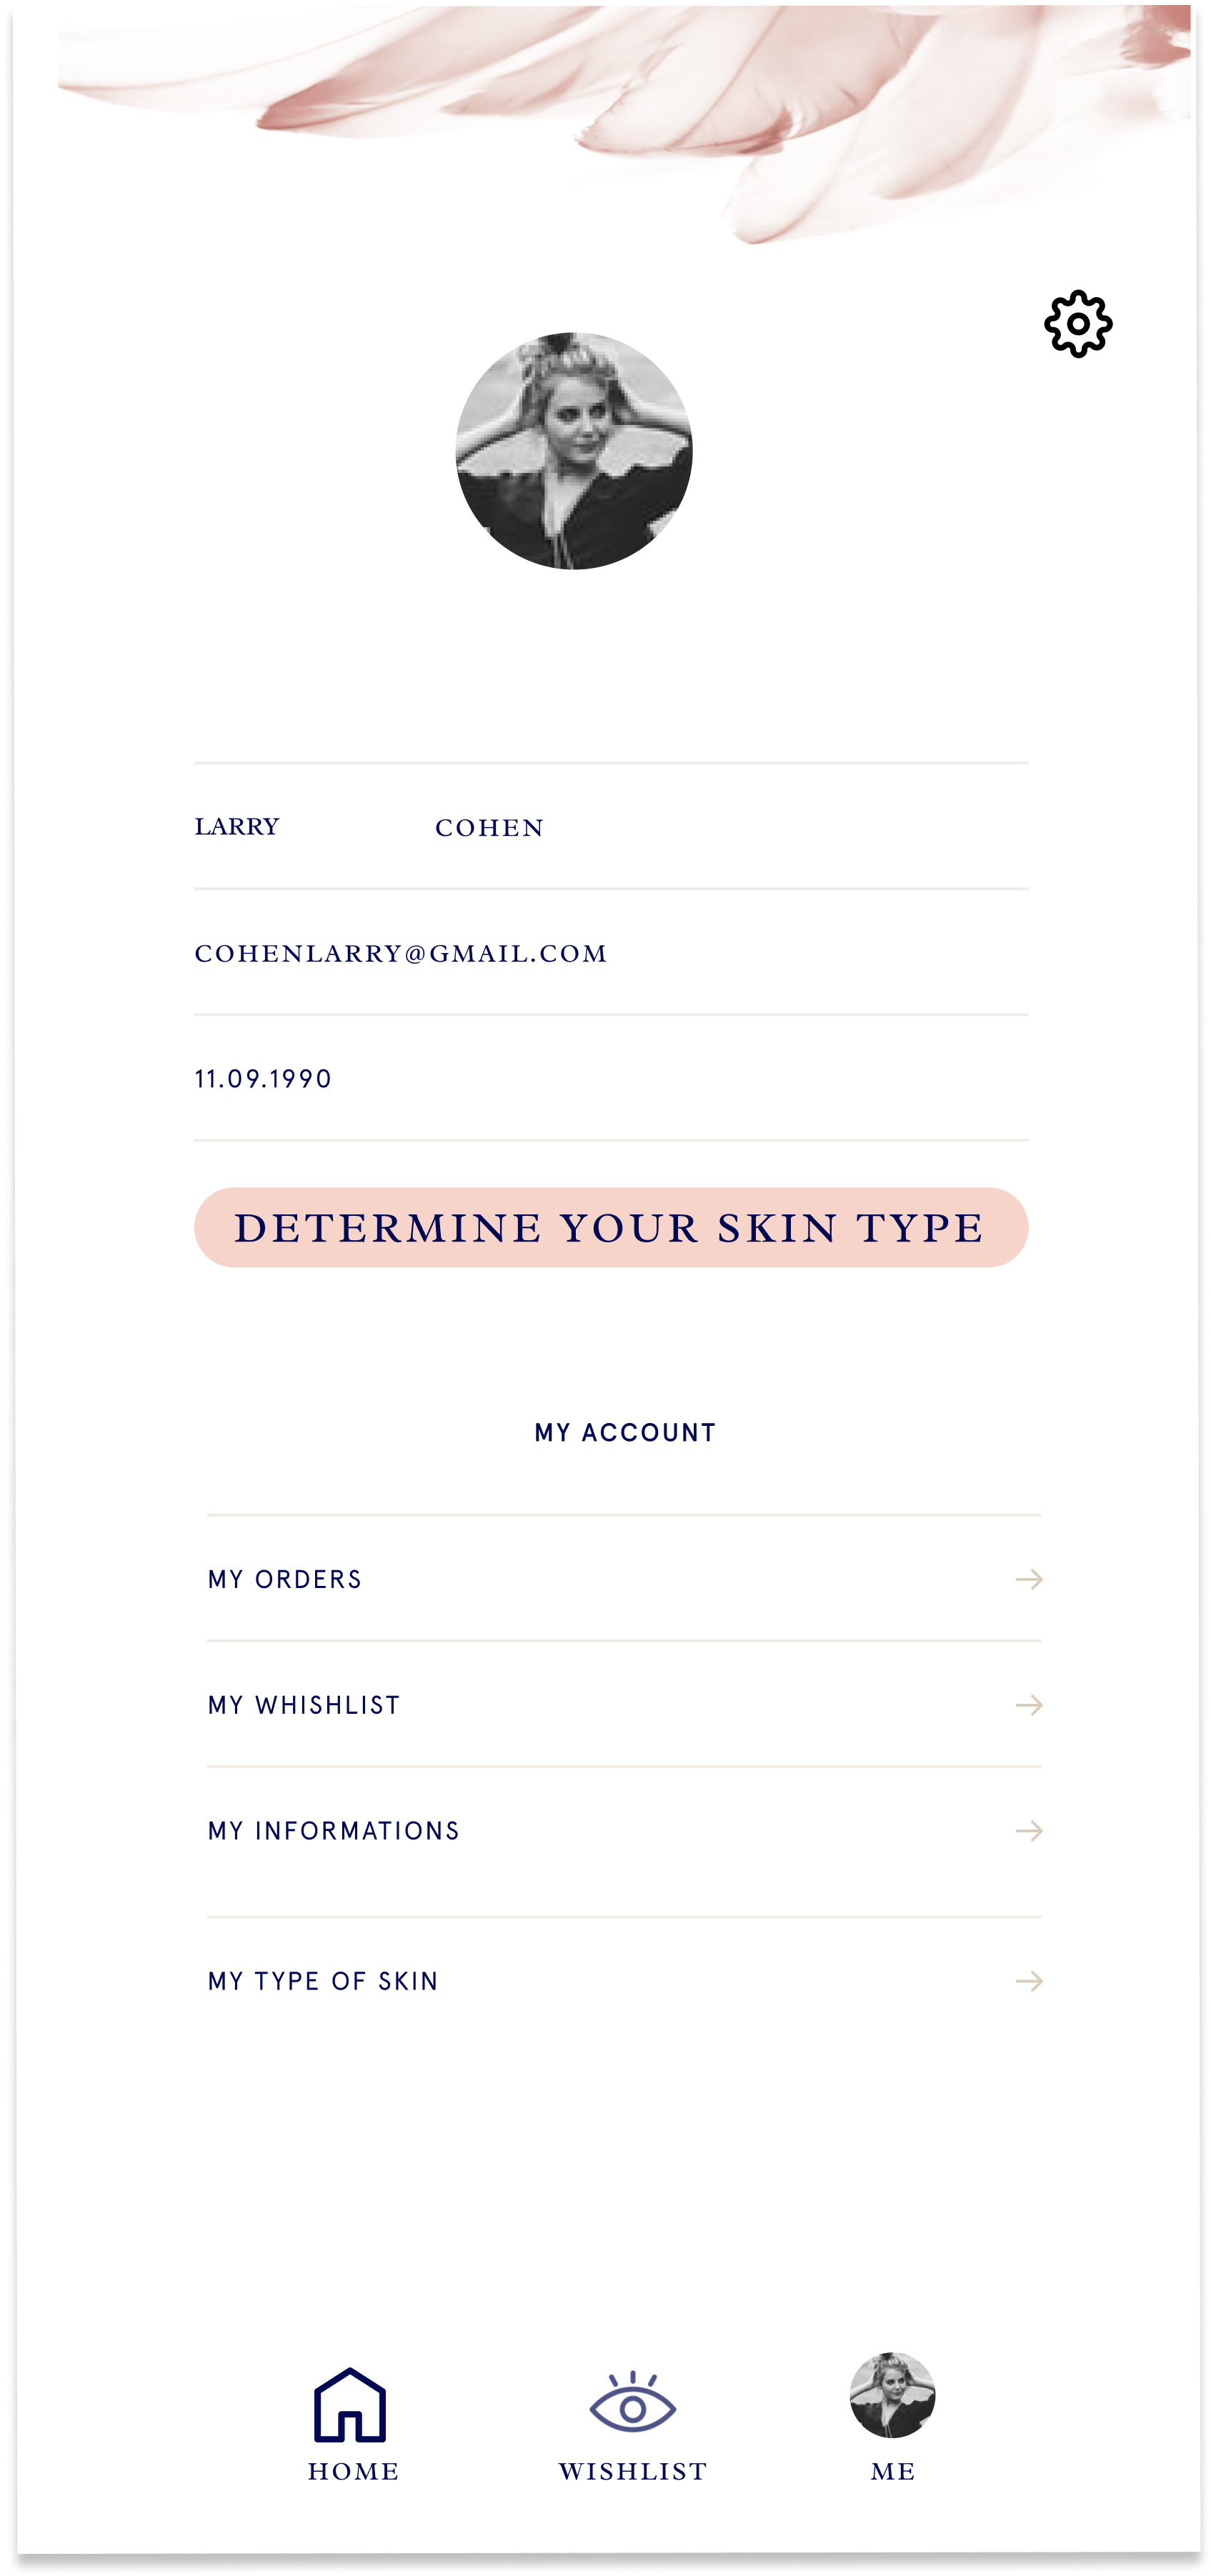 LARRY COHEN
COHENLARRY@GMAIL.COM
11.09.1990
DETERMINE YOUR SKIN TYPE
MY ACCOUNT
MY ORDERS
MY WHISHLIST
MY INFORMATIONS
MY TYPE OF SKIN
HOME WISHLIST ME